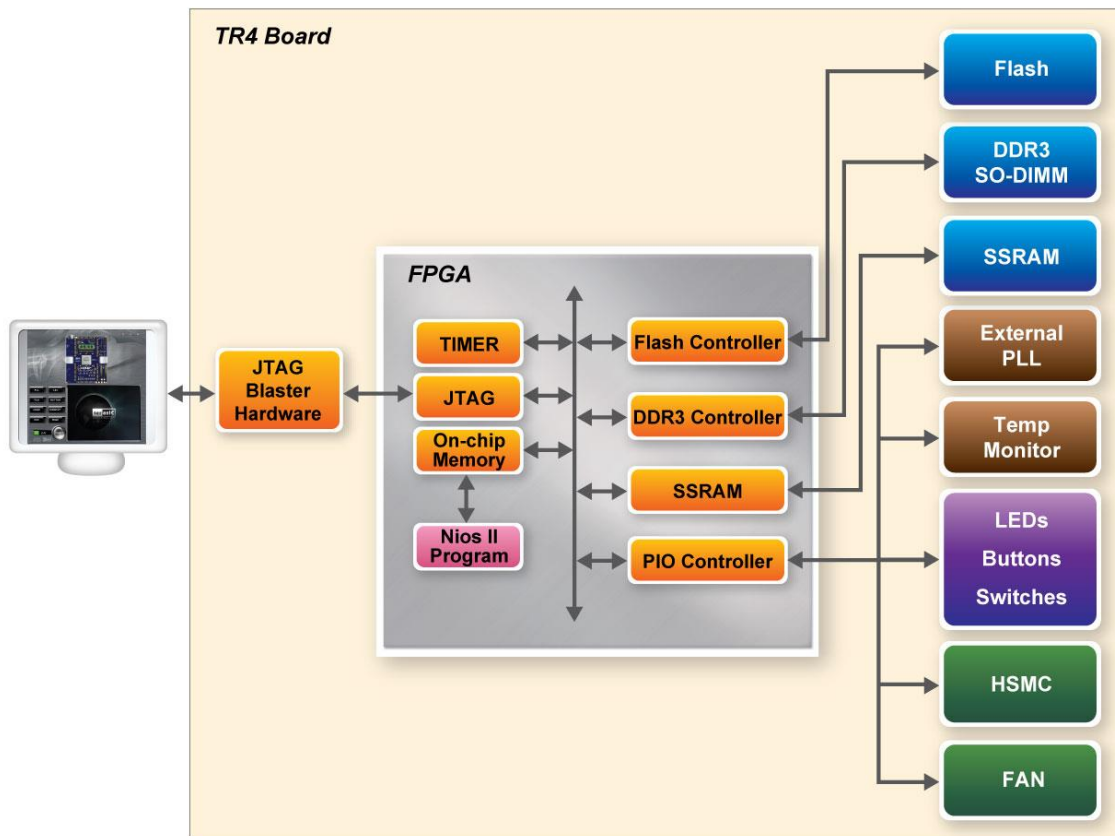 TR4 Board
Flash
DDR3
SO-DIMM
SSRAM
External
PLL
Temp
Monitor
LEDs
Buttons
Switches
HSMC
FAN
JTAG
Blaster
Hardware
FPGA
TIMER
JTAG
On-chip
Memory
Nios II
Program
Flash Controller
DDR3 Controller
SSRAM
PIO Controller